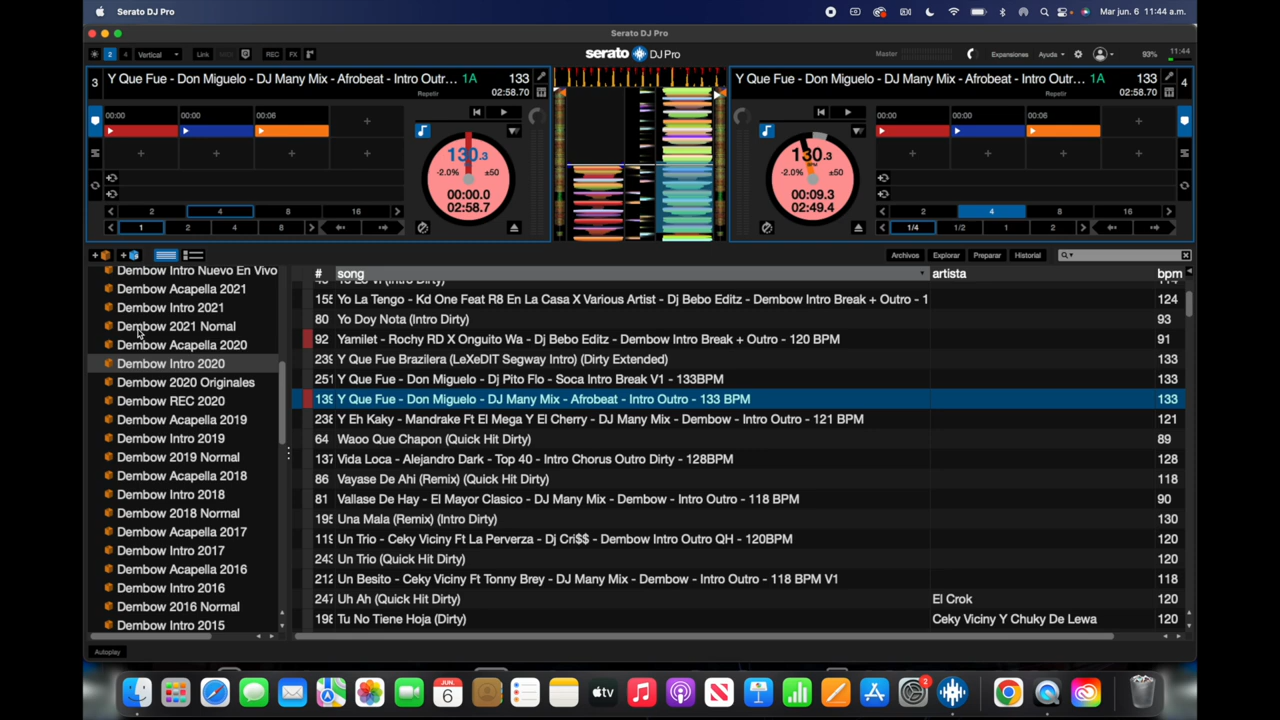 Serato DJ Pro
Mar jun. 6 11:44 a.m.
Serato DJ Pro
2 4 Vertical Link MIDI REC FX
serato DJ Pro
Master Expansiones Ayuda 93% 11:44
3 Y Que Fue - Don Miguelo - DJ Many Mix - Afrobeat - Intro Outr... 1A 133
Repetir 02:58.70
Y Que Fue - Don Miguelo - DJ Many Mix - Afrobeat - Intro Outr... 1A 133 4
Repetir 02:58.70
00:00 00:00 00:06
130.3
-2.0% ±50
00:00.0
02:58.7
2 4 8 16
1 2 4 8
00:00 00:00 00:06
130.3
-2.0% ±50
00:09.3
02:49.4
2 4 8 16
1/4 1/2 1 2
Archivos Explorar Preparar Historial
Dembow Intro Nuevo En Vivo
Dembow Acapella 2021
Dembow Intro 2021
Dembow 2021 Nomal
Dembow Acapella 2020
Dembow Intro 2020
Dembow 2020 Originales
Dembow REC 2020
Dembow Acapella 2019
Dembow Intro 2019
Dembow 2019 Normal
Dembow Acapella 2018
Dembow Intro 2018
Dembow 2018 Normal
Dembow Acapella 2017
Dembow Intro 2017
Dembow Acapella 2016
Dembow Intro 2016
Dembow 2016 Normal
Dembow Intro 2015
# song artista bpm
155 Yo La Tengo - Kd One Feat R8 En La Casa X Various Artist - Dj Bebo Editz - Dembow Intro Break + Outro - 1 124
80 Yo Doy Nota (Intro Dirty) 93
92 Yamilet - Rochy RD X Onguito Wa - Dj Bebo Editz - Dembow Intro Break + Outro - 120 BPM 91
239 Y Que Fue Brazilera (LeXeDIT Segway Intro) (Dirty Extended) 133
251 Y Que Fue - Don Miguelo - Dj Pito Flo - Soca Intro Break V1 - 133BPM 133
139 Y Que Fue - Don Miguelo - DJ Many Mix - Afrobeat - Intro Outro - 133 BPM 133
238 Y Eh Kaky - Mandrake Ft El Mega Y El Cherry - DJ Many Mix - Dembow - Intro Outro - 121 BPM 121
64 Waoo Que Chapon (Quick Hit Dirty) 89
137 Vida Loca - Alejandro Dark - Top 40 - Intro Chorus Outro Dirty - 128BPM 128
86 Vayase De Ahi (Remix) (Quick Hit Dirty) 118
81 Vallase De Hay - El Mayor Clasico - DJ Many Mix - Dembow - Intro Outro - 118 BPM 90
195 Una Mala (Remix) (Intro Dirty) 130
119 Un Trio - Ceky Viciny Ft La Perverza - Dj Cri$$ - Dembow Intro Outro QH - 120BPM 120
243 Un Trio (Quick Hit Dirty) 120
212 Un Besito - Ceky Viciny Ft Tonny Brey - DJ Many Mix - Dembow - Intro Outro - 118 BPM V1 118
247 Uh Ah (Quick Hit Dirty) El Crok 120
198 Tu No Tiene Hoja (Dirty) Ceky Viciny Y Chuky De Lewa 120
Autoplay
JUN.
6
tv
2